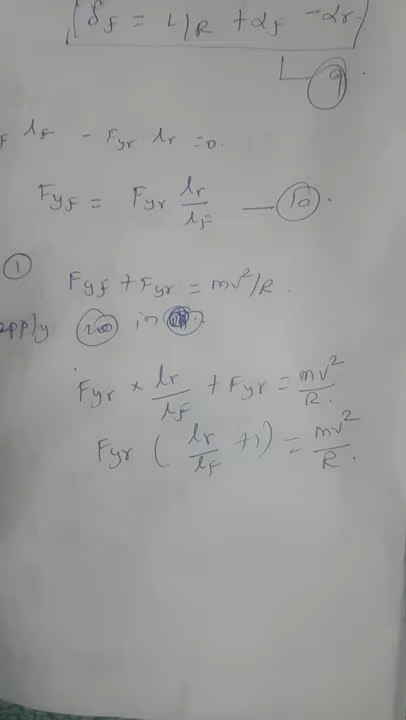 δf = L/R + αf - αr
9.
f lf - Fyr lr = 0.
Fyf = Fyr lr/lf — 10.
1
Fyf + Fyr = mv²/R.
apply 10 in
Fyr × lr/lf + Fyr = mv²/R.
Fyr (lr/lf + 1) = mv²/R.